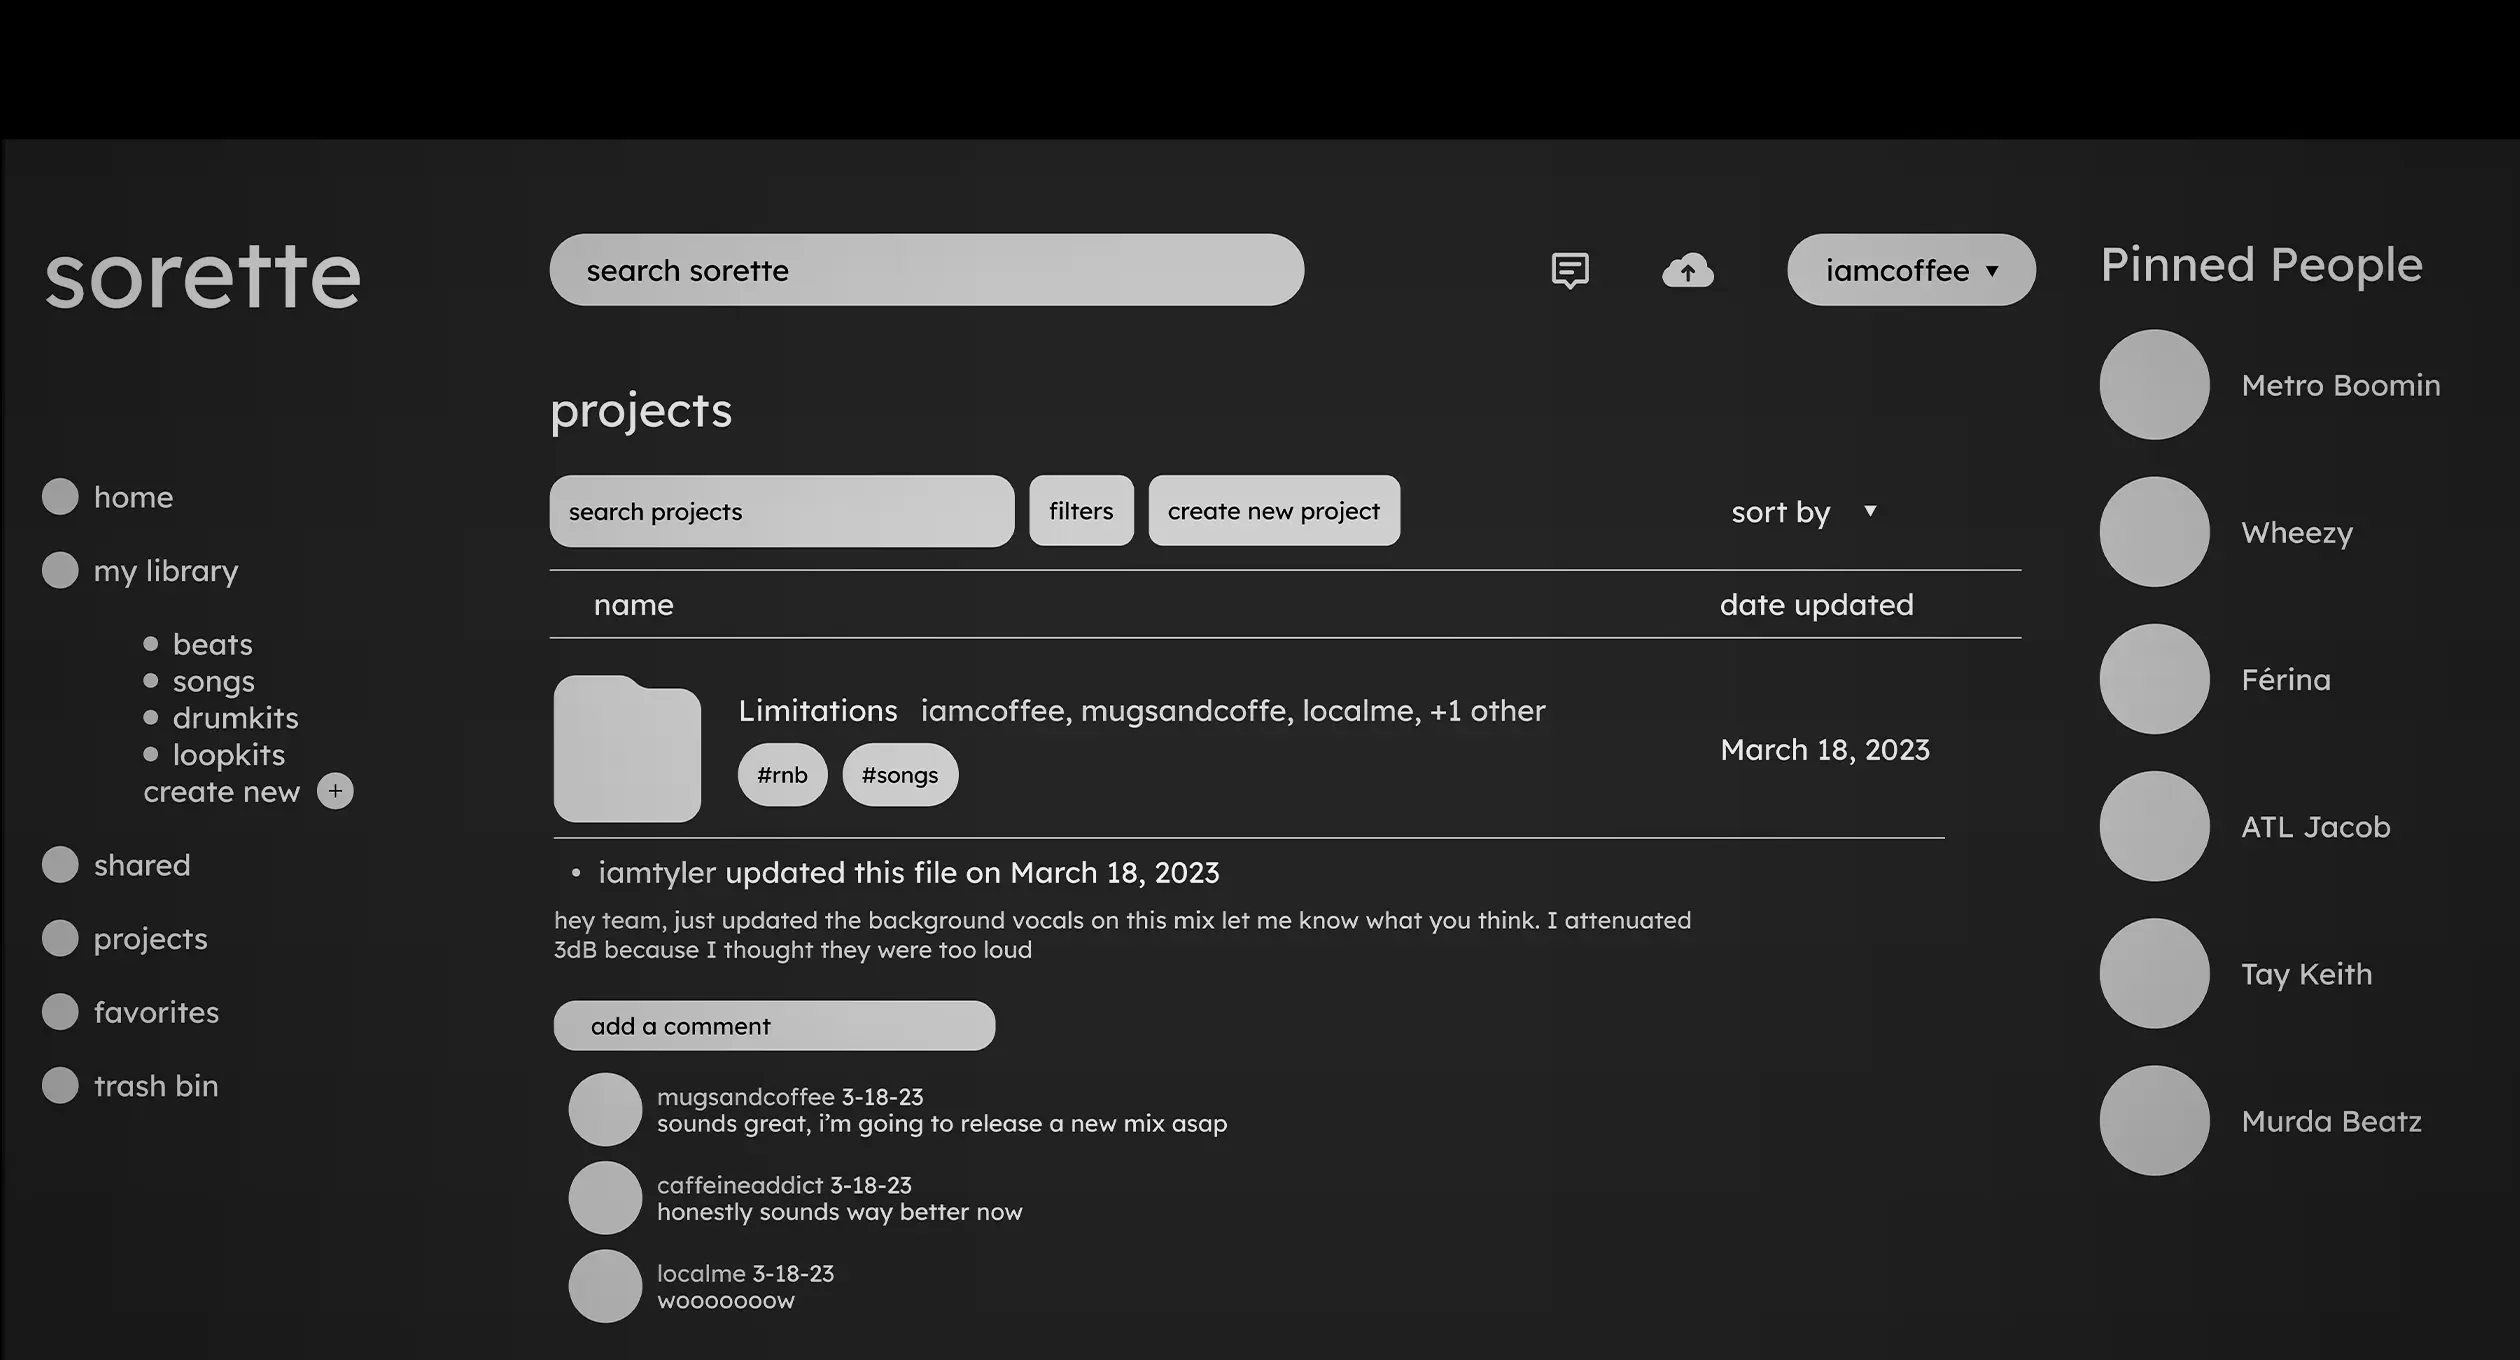 sorette
search sorette
iamcoffee ▼
Pinned People
home
my library
beats
songs
drumkits
loopkits
create new +
shared
projects
favorites
trash bin
projects
search projects
filters
create new project
sort by ▼
name
date updated
Limitations iamcoffee, mugsandcoffe, localme, +1 other
#rnb
#songs
March 18, 2023
• iamtyler updated this file on March 18, 2023
hey team, just updated the background vocals on this mix let me know what you think. I attenuated
3dB because I thought they were too loud
add a comment
mugsandcoffee 3-18-23
sounds great, i’m going to release a new mix asap
caffeineaddict 3-18-23
honestly sounds way better now
localme 3-18-23
wooooooow
Metro Boomin
Wheezy
Férina
ATL Jacob
Tay Keith
Murda Beatz